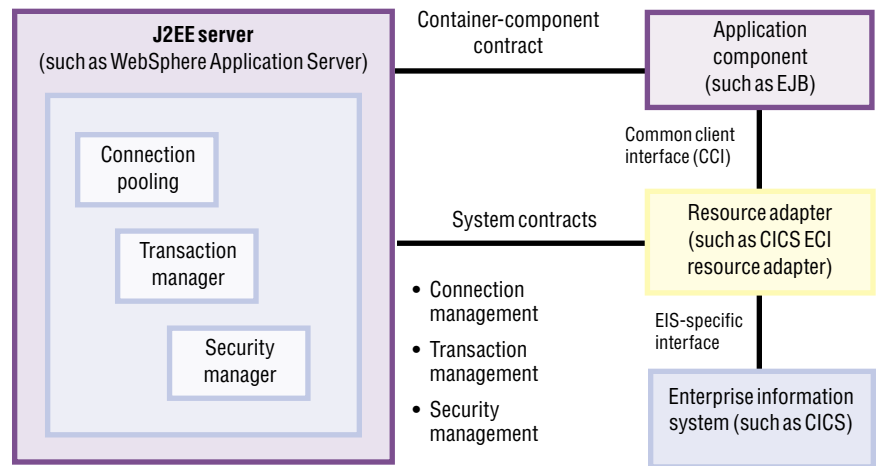 J2EE server
(such as WebSphere Application Server)
Connection
pooling
Transaction
manager
Security
manager
Container-component
contract
System contracts
• Connection
management
• Transaction
management
• Security
management
Application
component
(such as EJB)
Common client
interface (CCI)
Resource adapter
(such as CICS ECI
resource adapter)
EIS-specific
interface
Enterprise information
system (such as CICS)